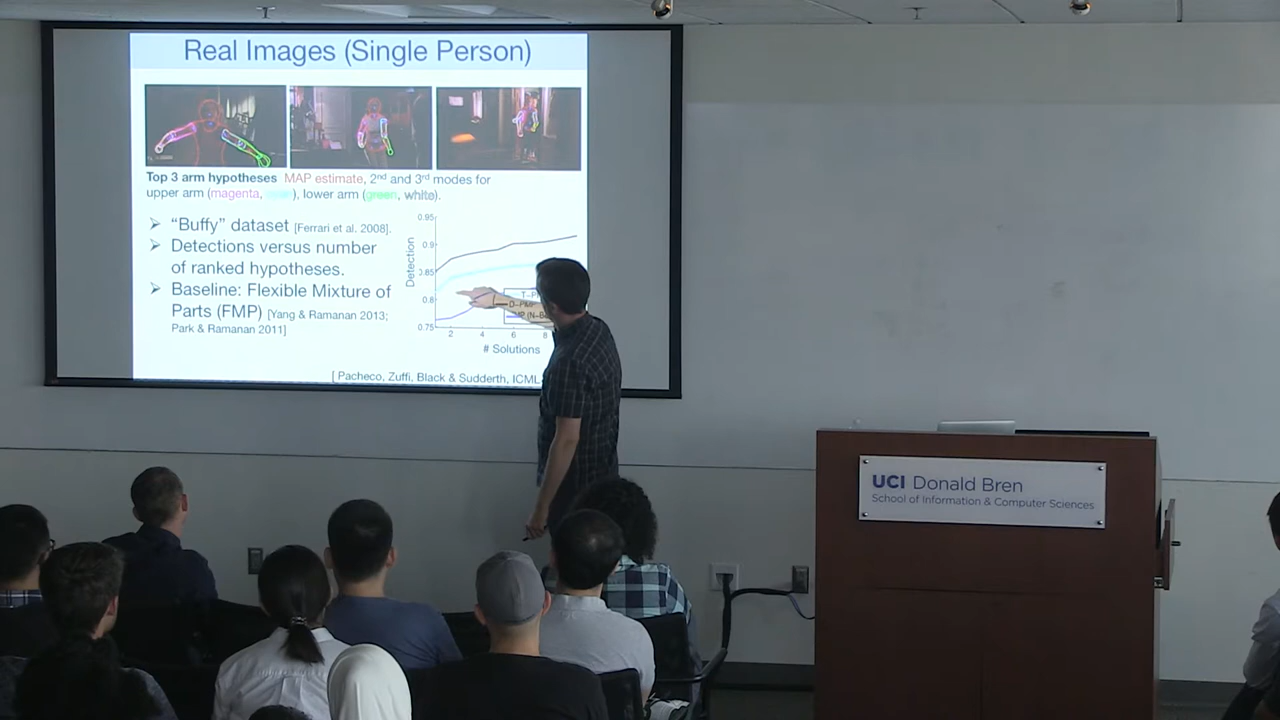 Real Images (Single Person)
Top 3 arm hypotheses MAP estimate, 2nd and 3rd modes for
upper arm (magenta, ), lower arm (green, white).
➢ “Buffy” dataset [Ferrari et al. 2008].
➢ Detections versus number
of ranked hypotheses.
➢ Baseline: Flexible Mixture of
Parts (FMP) [Yang & Ramanan 2013;
Park & Ramanan 2011]
Detection
0.95
0.9
0.85
0.8
0.75
2 4 6 8
# Solutions
[ Pacheco, Zuffi, Black & Sudderth, ICML
UCI Donald Bren
School of Information & Computer Sciences